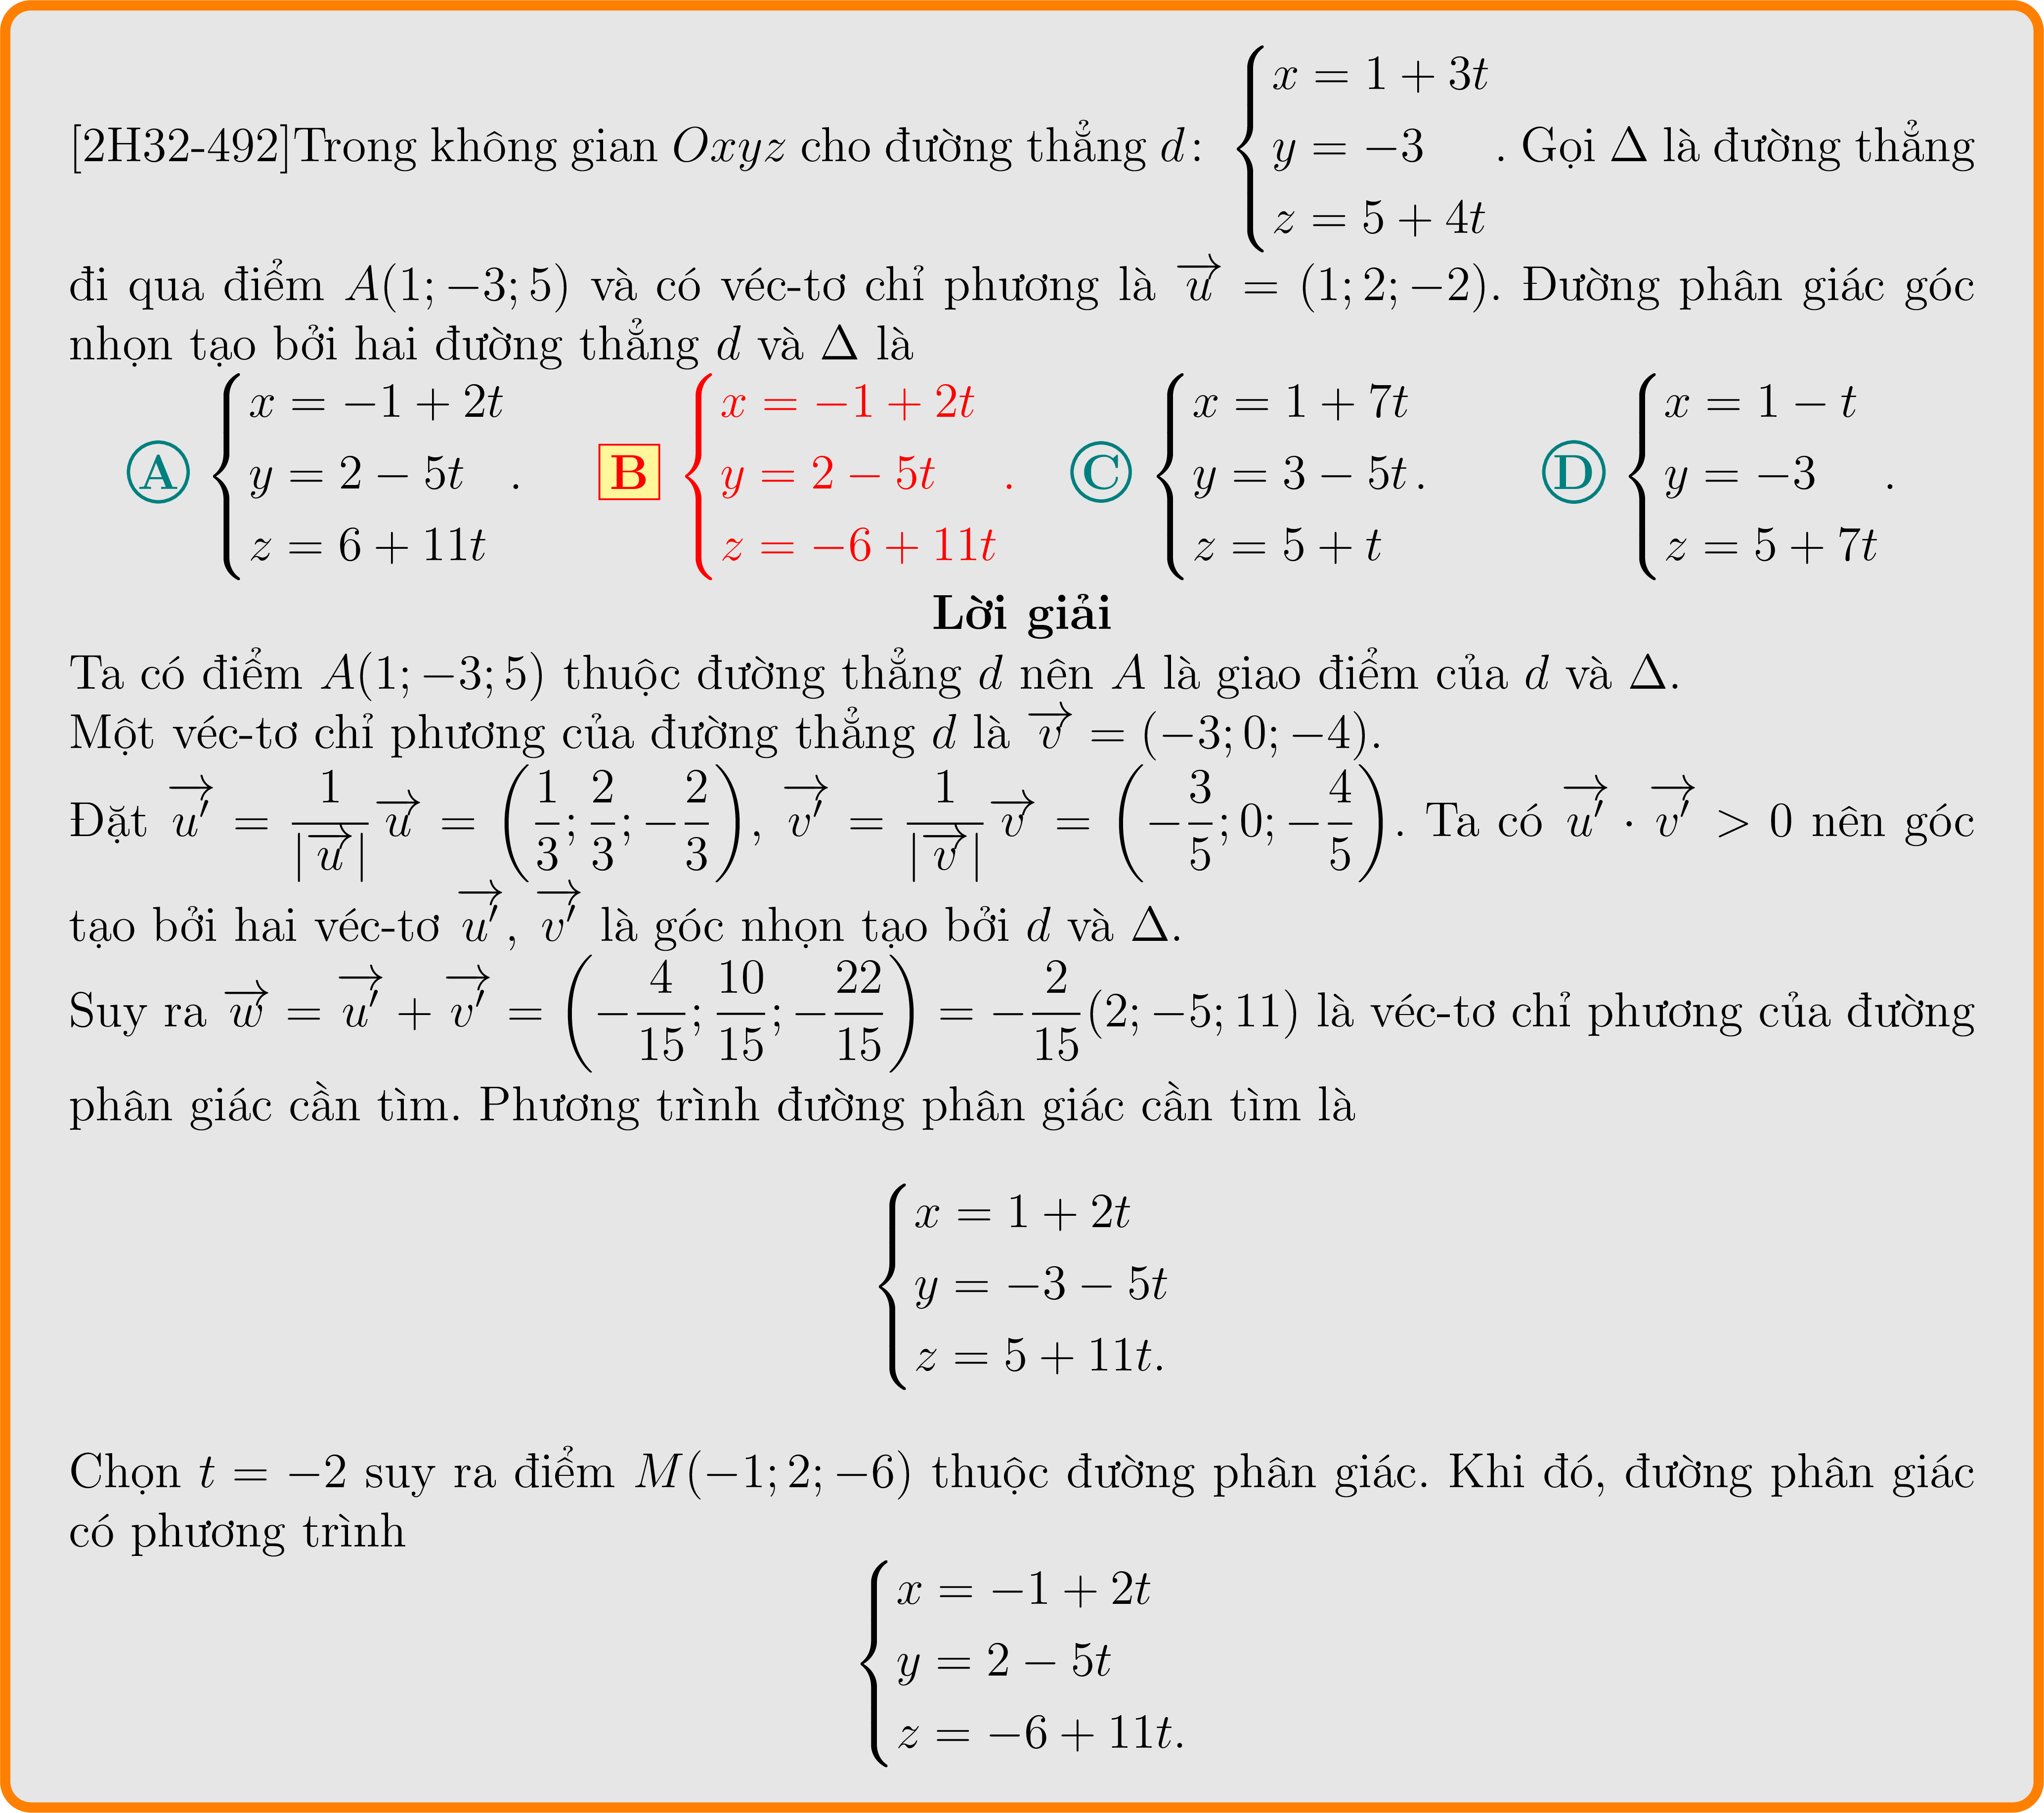 [2H32-492]Trong không gian $Oxyz$ cho đường thẳng $d\colon \begin{cases} x = 1 + 3t \\ y = -3 \\ z = 5 + 4t \end{cases}$. Gọi $\Delta$ là đường thẳng
đi qua điểm $A(1; -3; 5)$ và có véc-tơ chỉ phương là $\overrightarrow{u} = (1; 2; -2)$. Đường phân giác góc
nhọn tạo bởi hai đường thẳng $d$ và $\Delta$ là
A $\begin{cases} x = -1 + 2t \\ y = 2 - 5t \\ z = 6 + 11t \end{cases}$. B $\begin{cases} x = -1 + 2t \\ y = 2 - 5t \\ z = -6 + 11t \end{cases}$. C $\begin{cases} x = 1 + 7t \\ y = 3 - 5t \\ z = 5 + t \end{cases}$. D $\begin{cases} x = 1 - t \\ y = -3 \\ z = 5 + 7t \end{cases}$.
Lời giải
Ta có điểm $A(1; -3; 5)$ thuộc đường thẳng $d$ nên $A$ là giao điểm của $d$ và $\Delta$.
Một véc-tơ chỉ phương của đường thẳng $d$ là $\overrightarrow{v} = (-3; 0; -4)$.
Đặt $\overrightarrow{u'} = \dfrac{1}{|\overrightarrow{u}|}\overrightarrow{u} = \left(\dfrac{1}{3}; \dfrac{2}{3}; -\dfrac{2}{3}\right)$, $\overrightarrow{v'} = \dfrac{1}{|\overrightarrow{v}|}\overrightarrow{v} = \left(-\dfrac{3}{5}; 0; -\dfrac{4}{5}\right)$. Ta có $\overrightarrow{u'} \cdot \overrightarrow{v'} > 0$ nên góc
tạo bởi hai véc-tơ $\overrightarrow{u'}$, $\overrightarrow{v'}$ là góc nhọn tạo bởi $d$ và $\Delta$.
Suy ra $\overrightarrow{w} = \overrightarrow{u'} + \overrightarrow{v'} = \left(-\dfrac{4}{15}; \dfrac{10}{15}; -\dfrac{22}{15}\right) = -\dfrac{2}{15}(2; -5; 11)$ là véc-tơ chỉ phương của đường
phân giác cần tìm. Phương trình đường phân giác cần tìm là
$\begin{cases} x = 1 + 2t \\ y = -3 - 5t \\ z = 5 + 11t. \end{cases}$
Chọn $t = -2$ suy ra điểm $M(-1; 2; -6)$ thuộc đường phân giác. Khi đó, đường phân giác
có phương trình
$\begin{cases} x = -1 + 2t \\ y = 2 - 5t \\ z = -6 + 11t. \end{cases}$